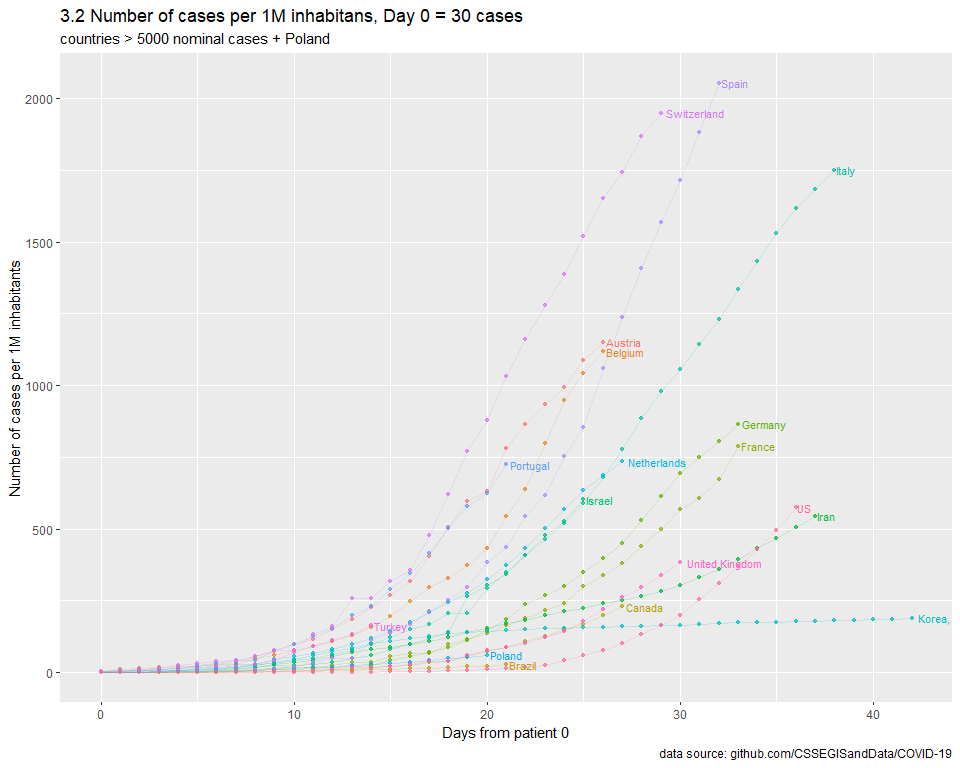 3.2 Number of cases per 1M inhabitans, Day 0 = 30 cases
countries > 5000 nominal cases + Poland
Number of cases per 1M inhabitants
2000
1500
1000
500
0
Spain
Switzerland
Italy
Austria
Belgium
Germany
France
Portugal
Netherlands
Israel
US
Iran
United Kingdom
Canada
Turkey
Korea,
Poland
Brazil
0 10 20 30 40
Days from patient 0
data source: github.com/CSSEGISandData/COVID-19